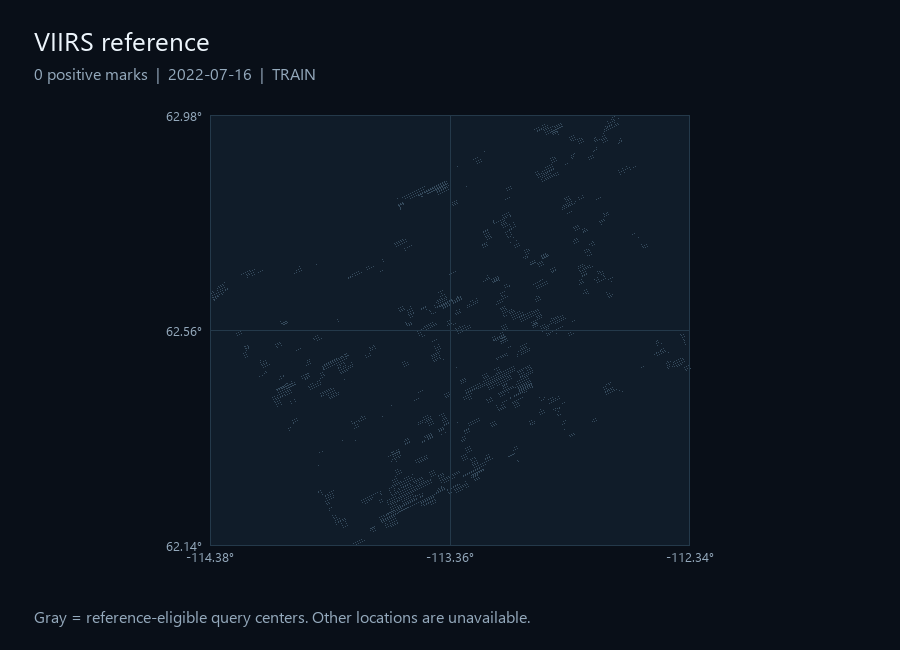 VIIRS reference
0 positive marks | 2022-07-16 | TRAIN
62.98°
62.56°
62.14°
-114.38°
-113.36°
-112.34°
Gray = reference-eligible query centers. Other locations are unavailable.